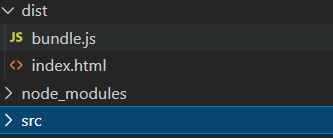 dist
JS bundle.js
<> index.html
node_modules
src